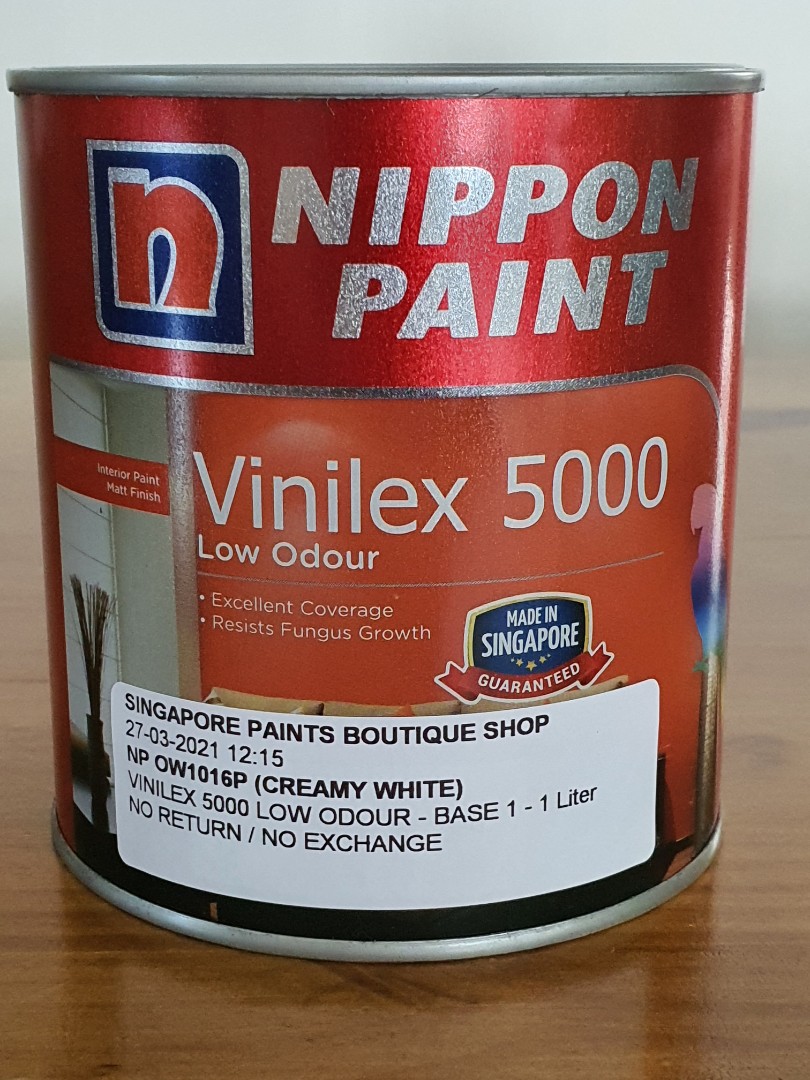 n
NIPPON
PAINT
Interior Paint
Matt Finish
Vinilex 5000
Low Odour
• Excellent Coverage
• Resists Fungus Growth
MADE IN
SINGAPORE
GUARANTEED
SINGAPORE PAINTS BOUTIQUE SHOP
27-03-2021 12:15
NP OW1016P (CREAMY WHITE)
VINILEX 5000 LOW ODOUR - BASE 1 - 1 Liter
NO RETURN / NO EXCHANGE